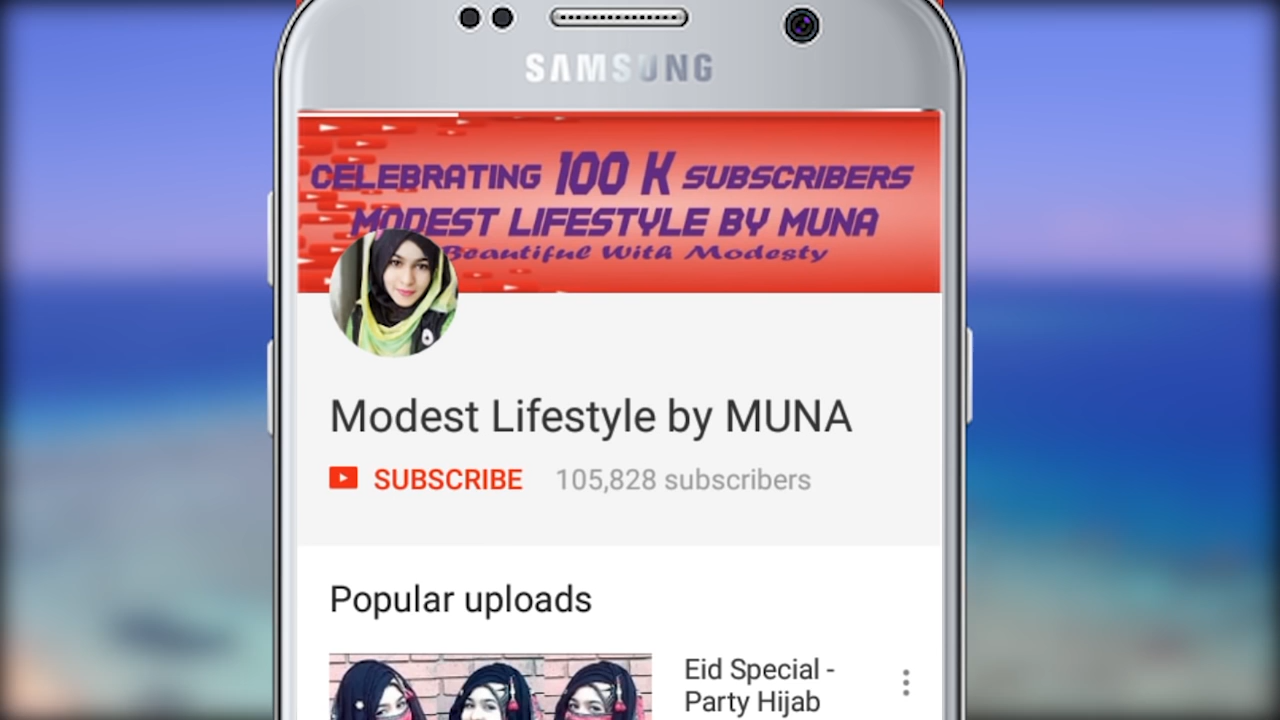 SAMSUNG
CELEBRATING 100 K SUBSCRIBERS
MODEST LIFESTYLE BY MUNA
Beautiful With Modesty
Modest Lifestyle by MUNA
SUBSCRIBE 105,828 subscribers
Popular uploads
Eid Special -
Party Hijab